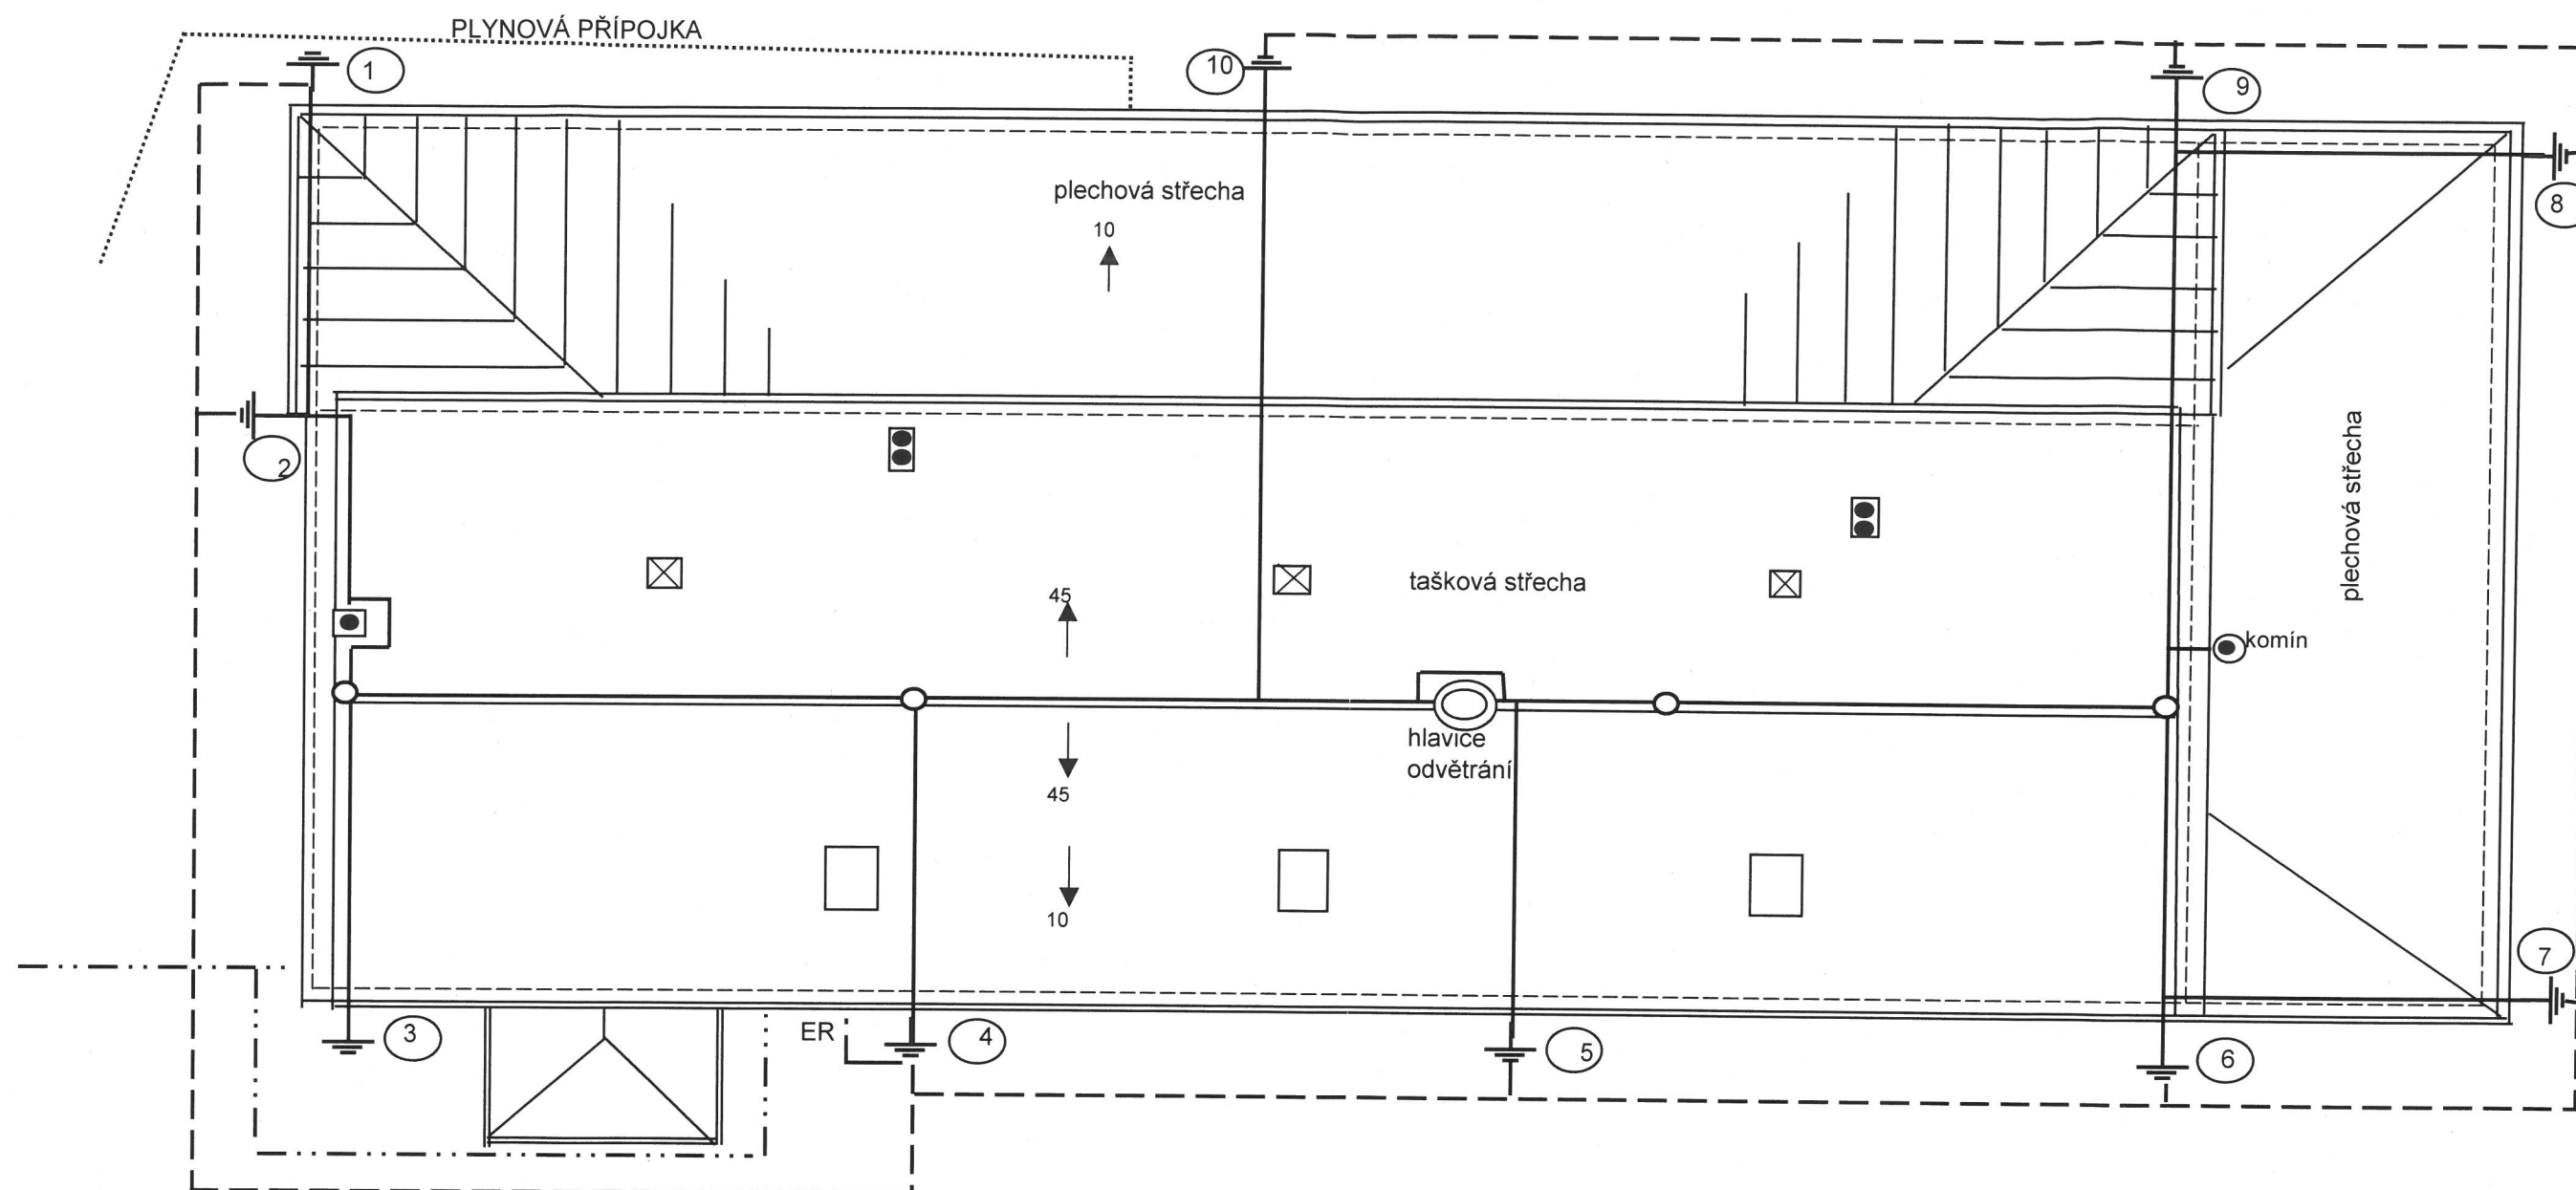 PLYNOVÁ PŘÍPOJKA
1
10
9
8
plechová střecha
10
2
plechová střecha
tašková střecha
45
komín
hlavice
odvětrání
45
10
7
3
ER
4
5
6